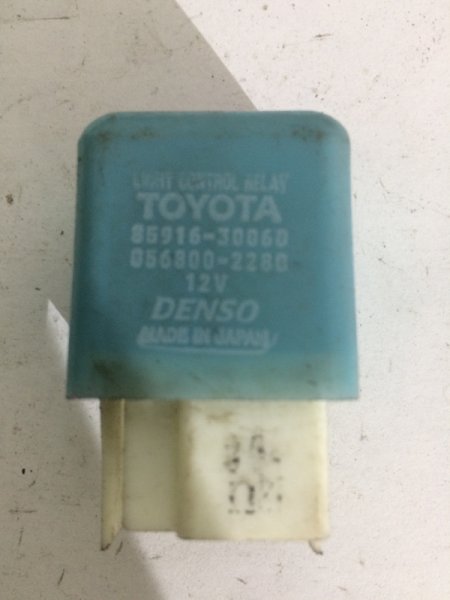 LIGHT CONTROL RELAY
TOYOTA
85916-30060
056800-2280
12V
DENSO
MADE IN JAPAN